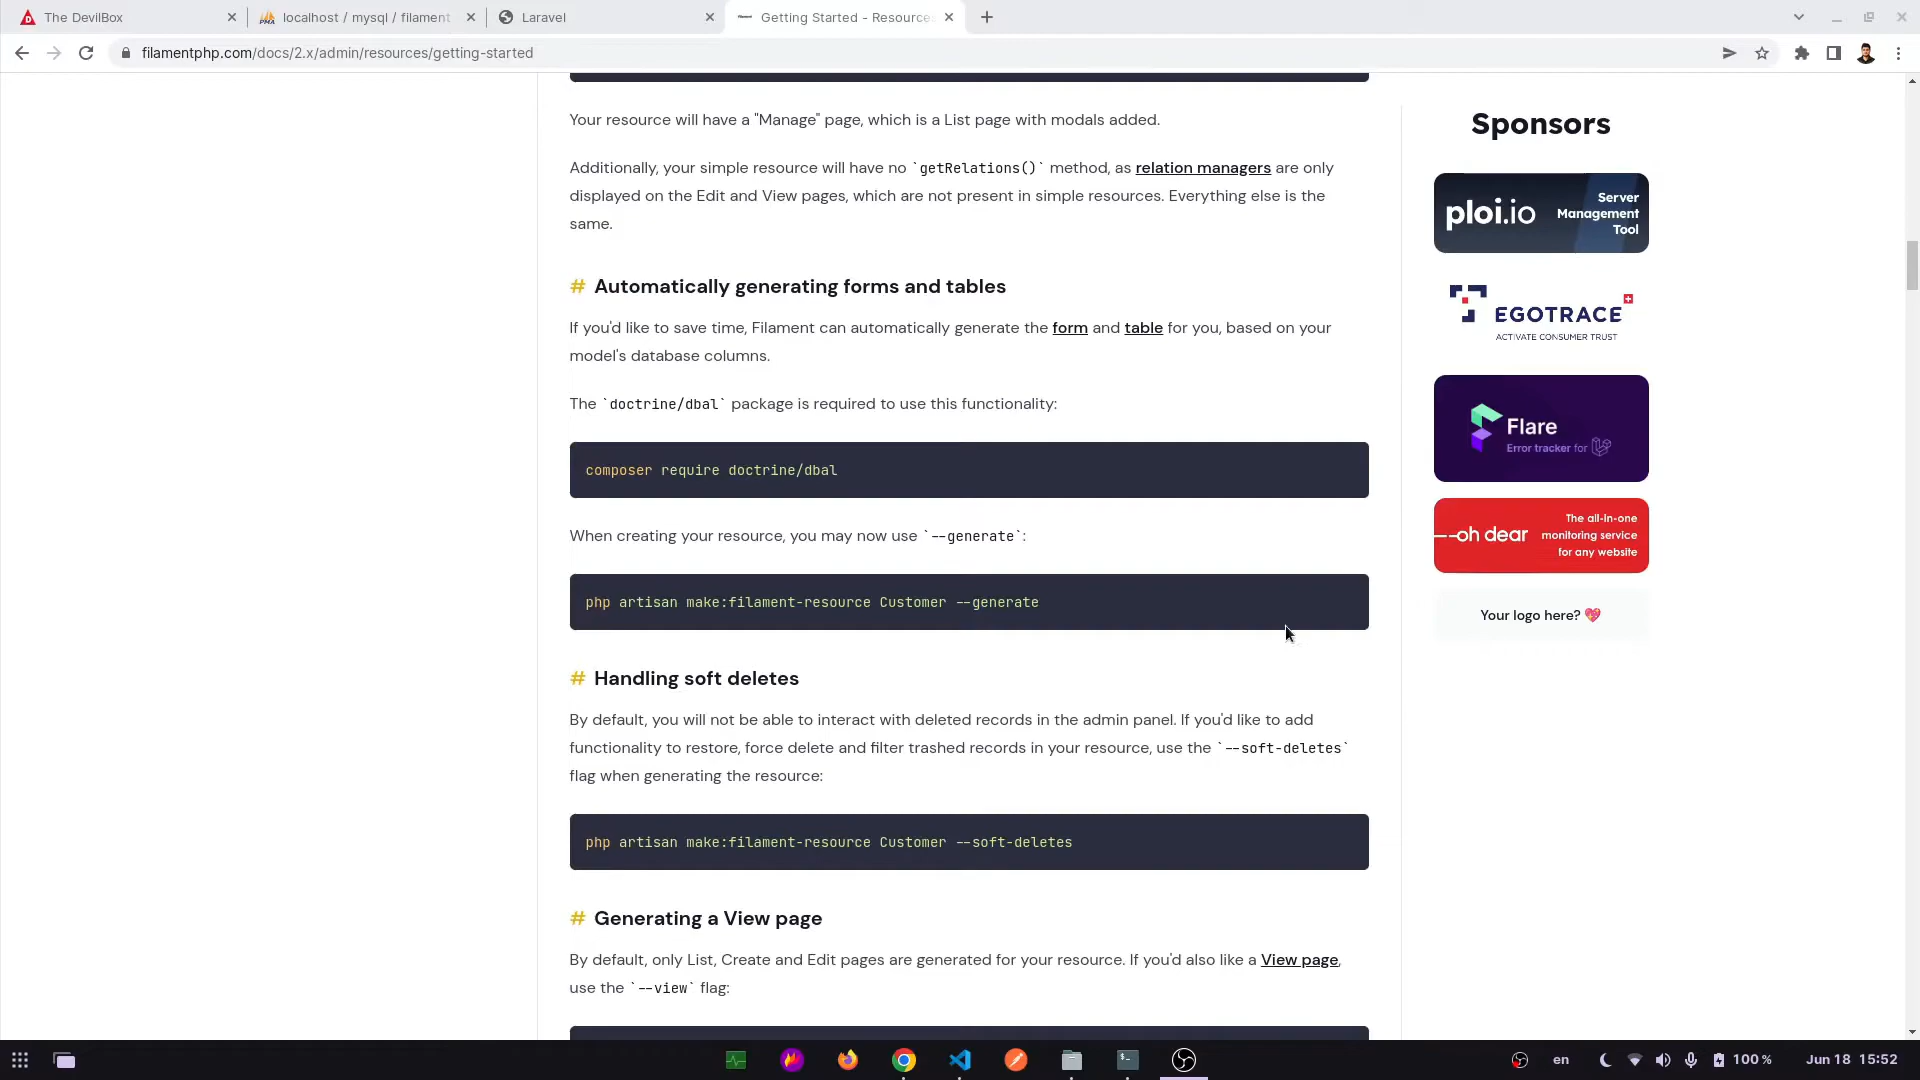 The DevilBox
localhost / mysql / filament
Laravel
Getting Started - Resource
filamentphp.com/docs/2.x/admin/resources/getting-started
Your resource will have a "Manage" page, which is a List page with modals added.
Additionally, your simple resource will have no `getRelations()` method, as relation managers are only
displayed on the Edit and View pages, which are not present in simple resources. Everything else is the
same.
# Automatically generating forms and tables
If you'd like to save time, Filament can automatically generate the form and table for you, based on your
model's database columns.
The `doctrine/dbal` package is required to use this functionality:
composer require doctrine/dbal
When creating your resource, you may now use `--generate`:
php artisan make:filament-resource Customer --generate
# Handling soft deletes
By default, you will not be able to interact with deleted records in the admin panel. If you'd like to add
functionality to restore, force delete and filter trashed records in your resource, use the `--soft-deletes`
flag when generating the resource:
php artisan make:filament-resource Customer --soft-deletes
# Generating a View page
By default, only List, Create and Edit pages are generated for your resource. If you'd also like a View page,
use the `--view` flag:
Sponsors
ploi.io
Server
Management
Tool
EGOTRACE
ACTIVATE CONSUMER TRUST
Flare
Error tracker for
oh dear
The all-in-one
monitoring service
for any website
Your logo here? 💖
en
100 %
Jun 18 15:52